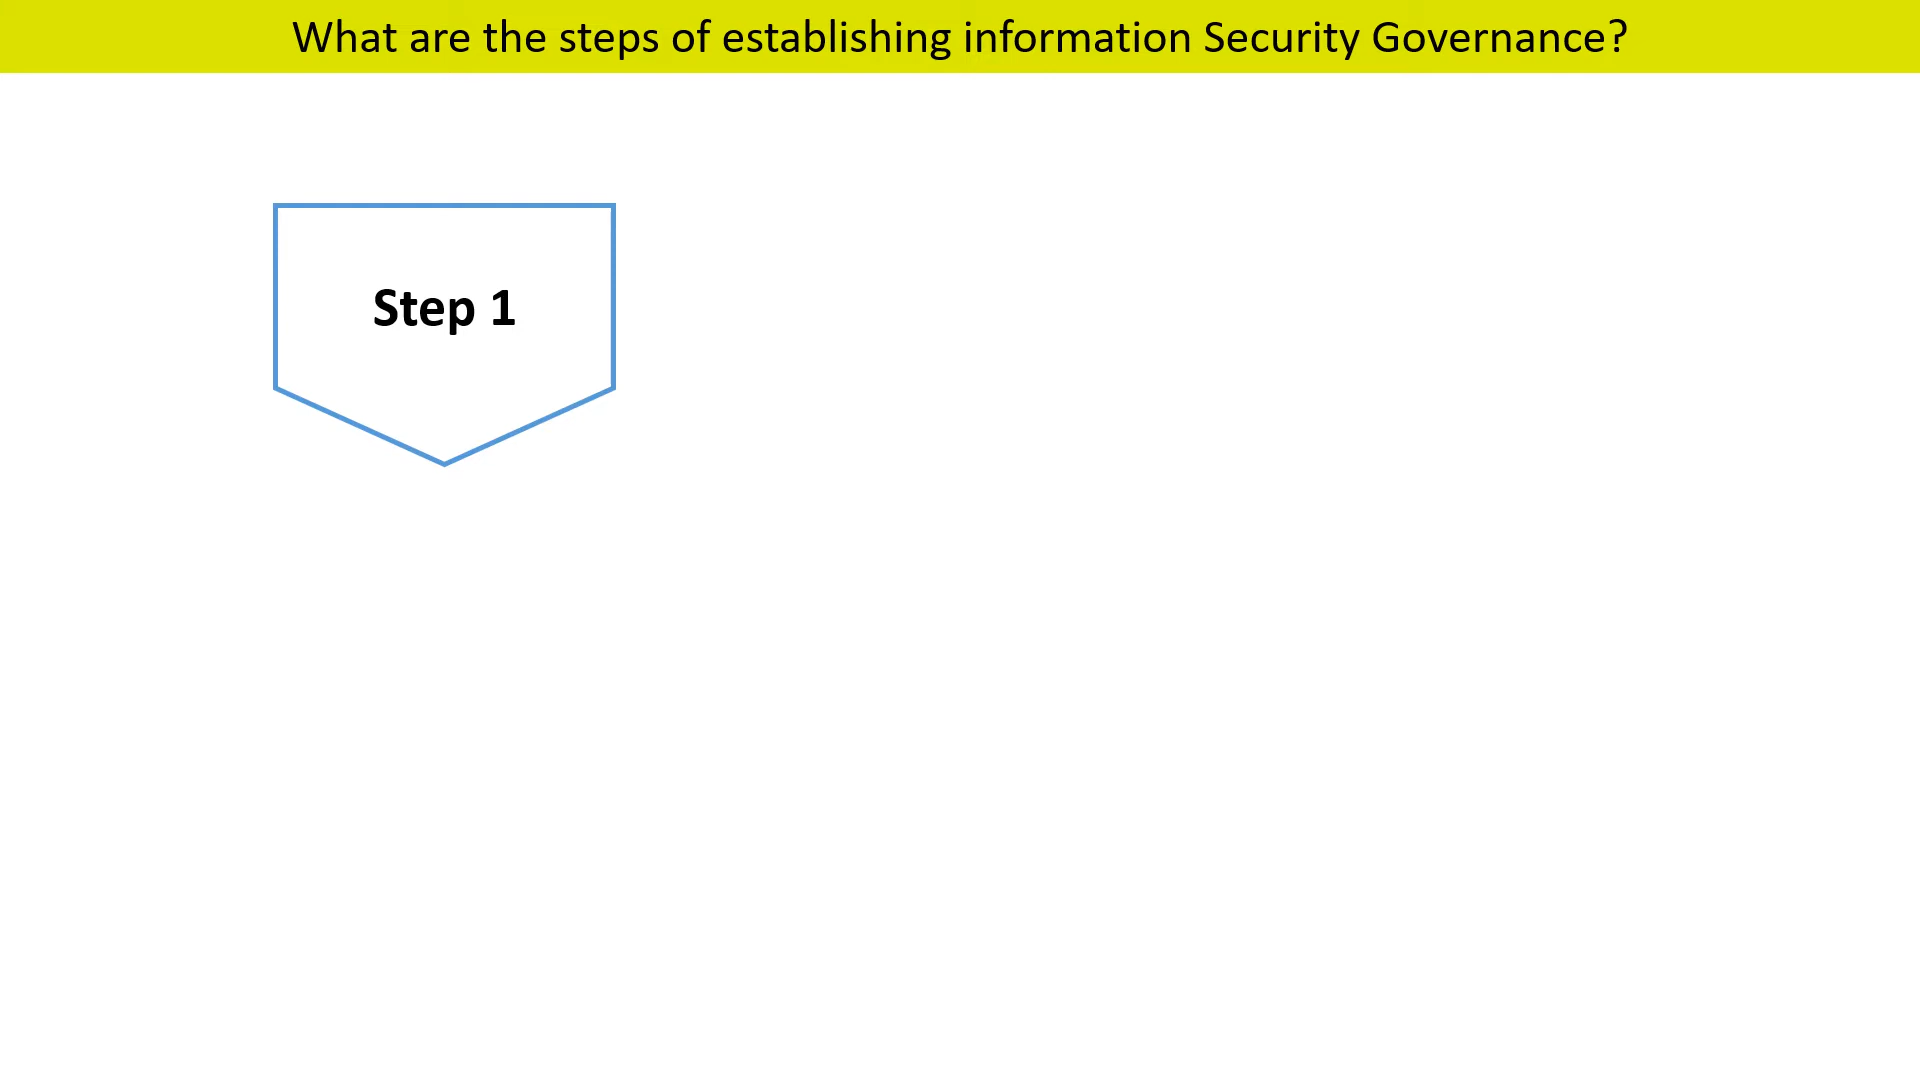 What are the steps of establishing information Security Governance?
Step 1